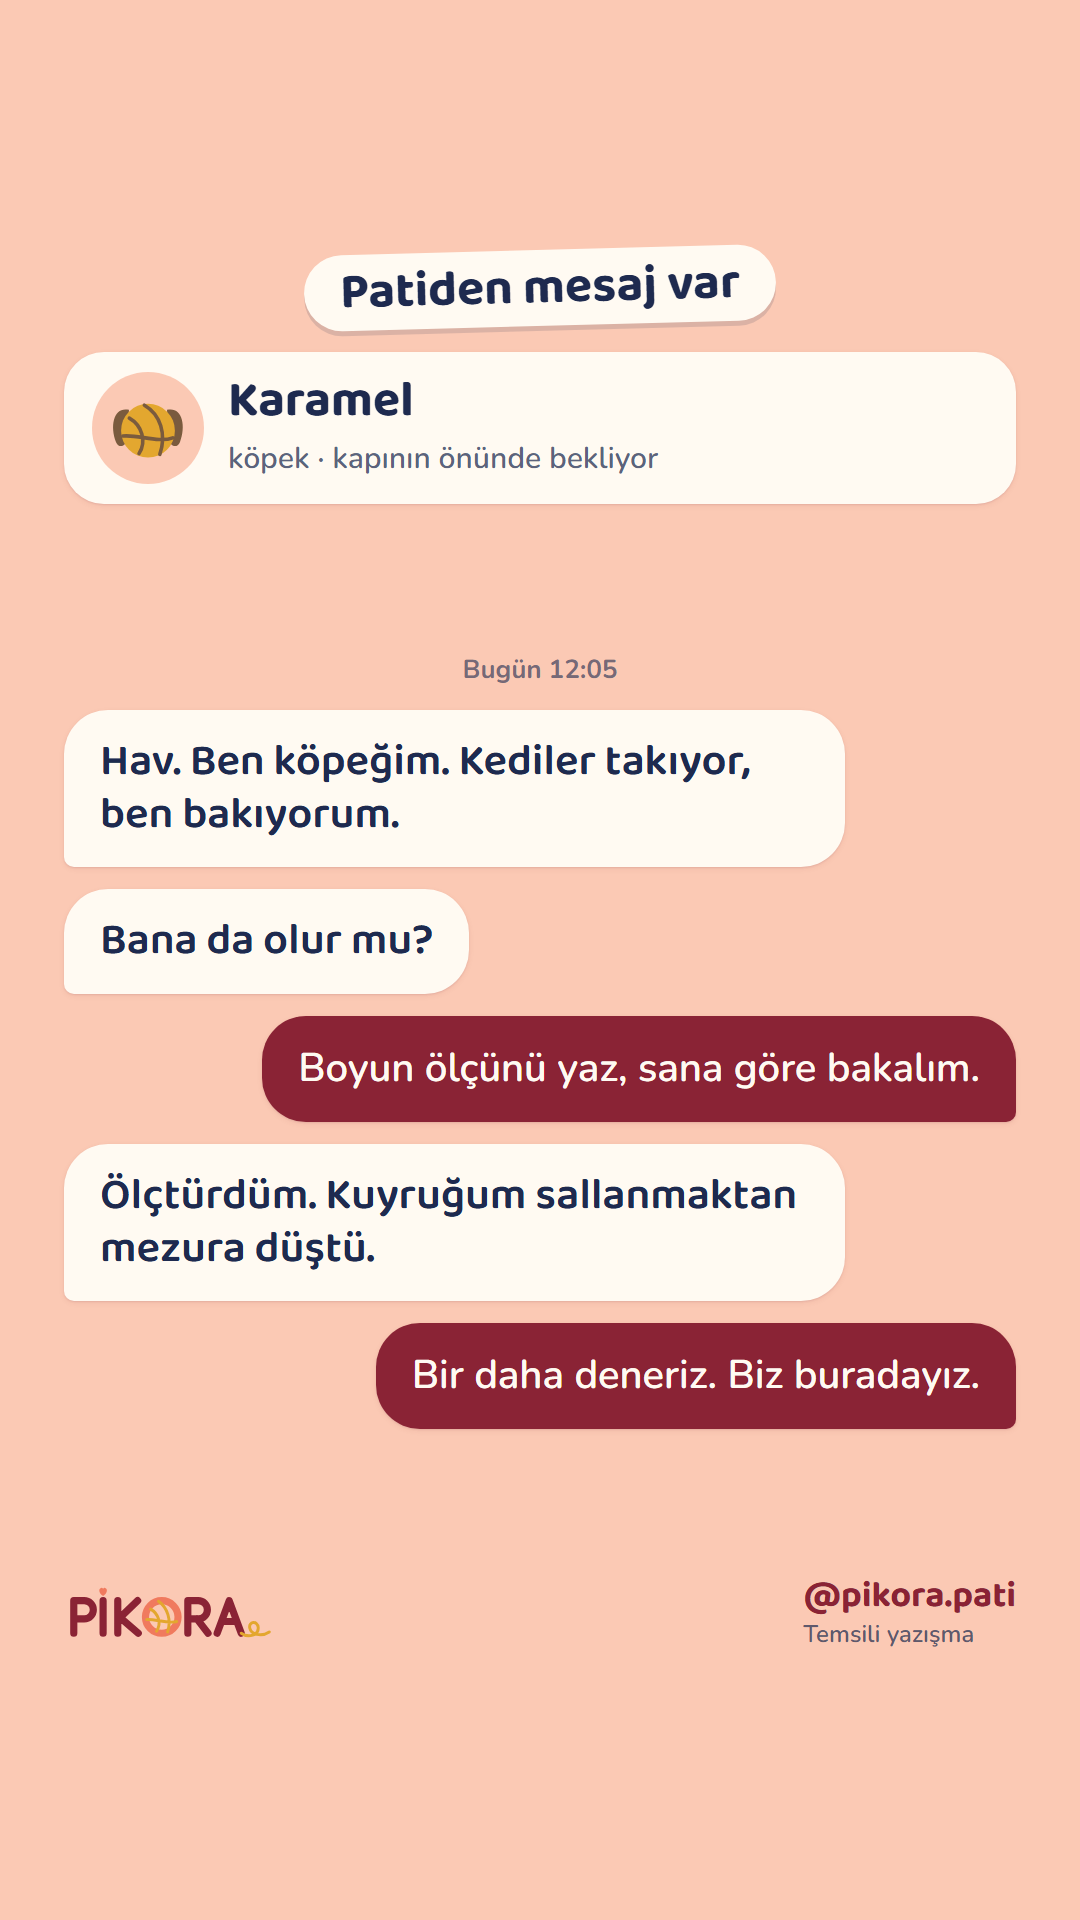 Patiden mesaj var
Karamel
köpek · kapının önünde bekliyor
Bugün 12:05
Hav. Ben köpeğim. Kediler takıyor,
ben bakıyorum.
Bana da olur mu?
Boyun ölçünü yaz, sana göre bakalım.
Ölçtürdüm. Kuyruğum sallanmaktan
mezura düştü.
Bir daha deneriz. Biz buradayız.
PİKORA
@pikora.pati
Temsili yazışma